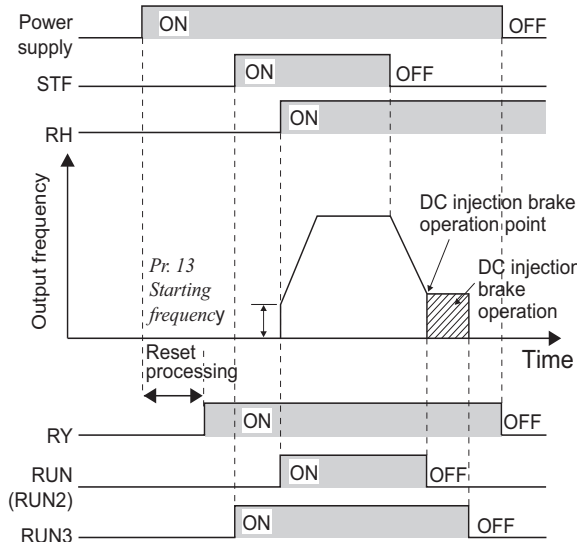 Power
supply
ON
OFF
STF
ON
OFF
RH
ON
Output frequency
Pr. 13
Starting
frequency
DC injection brake
operation point
DC injection
brake
operation
Time
Reset
processing
RY
ON
OFF
RUN
(RUN2)
ON
OFF
RUN3
ON
OFF